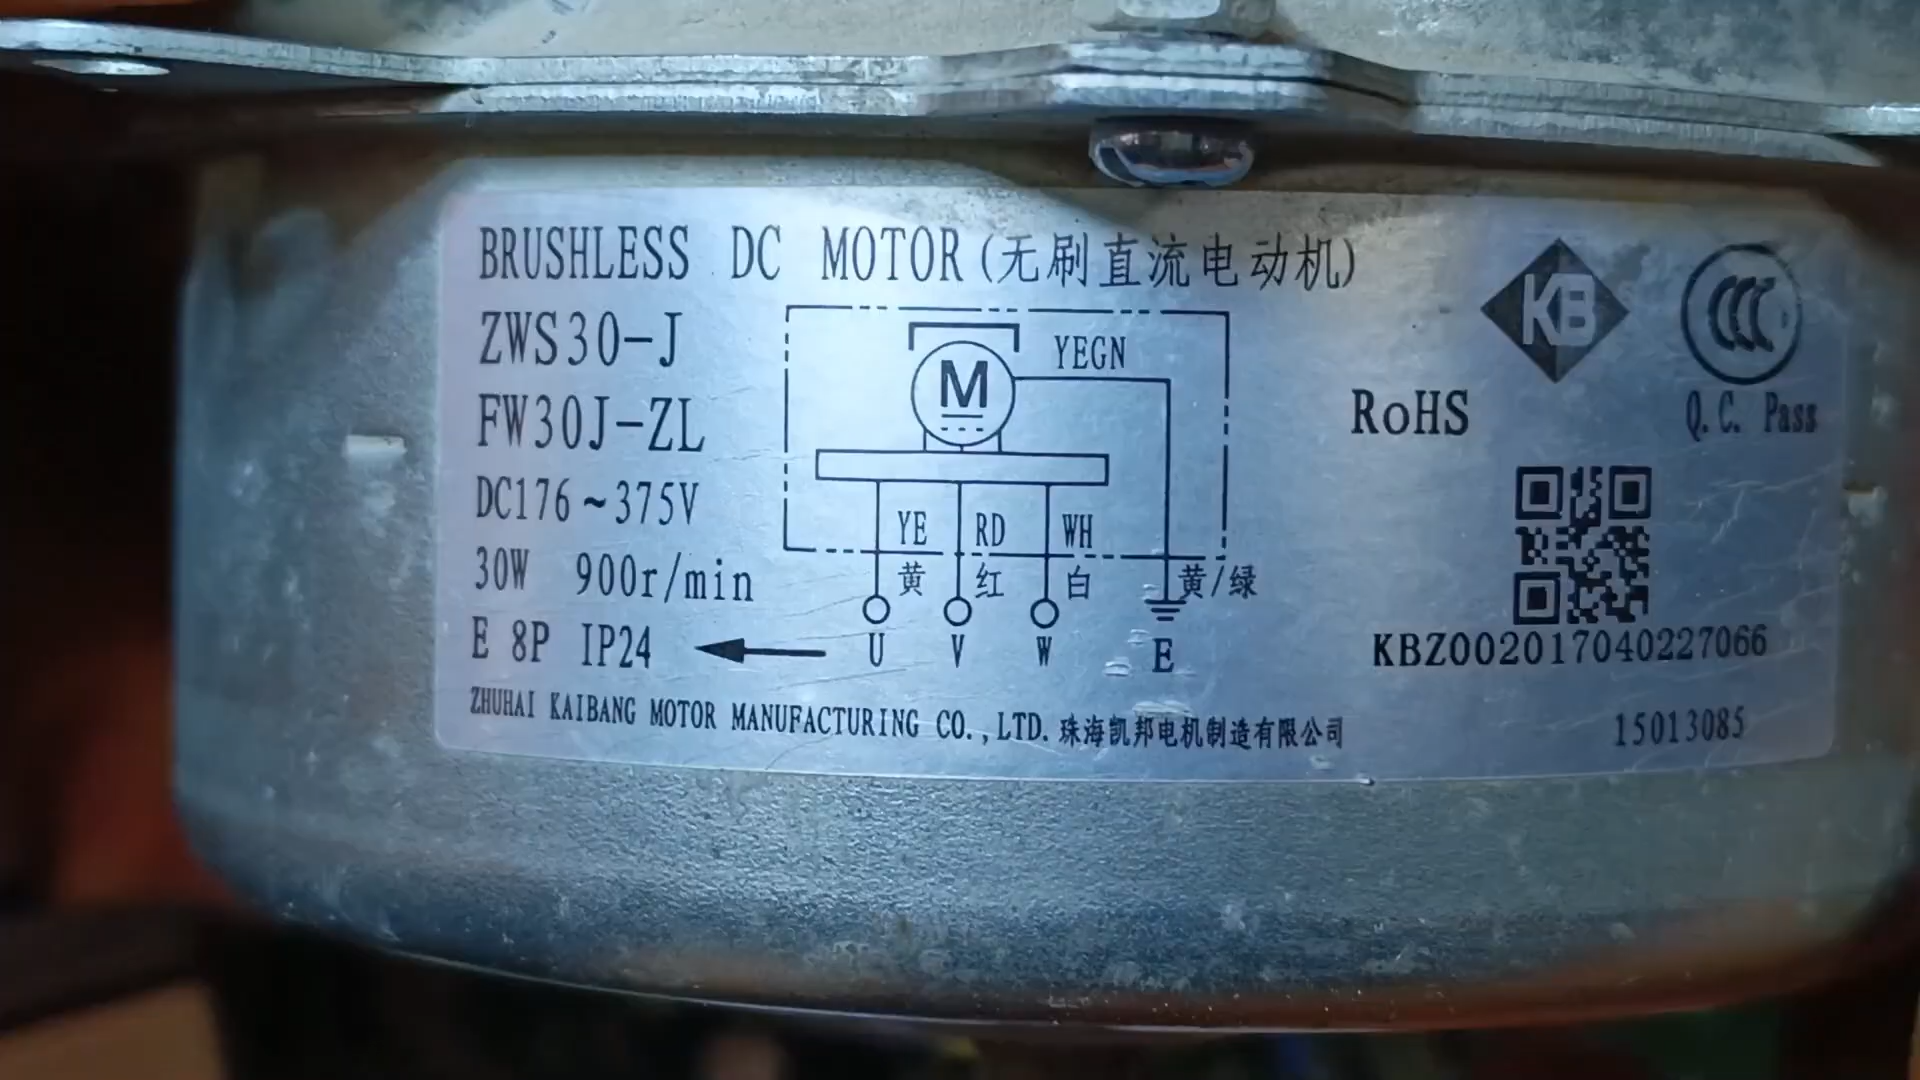 BRUSHLESS DC MOTOR(无刷直流电动机)
ZWS30-J
FW30J-ZL
DC176~375V
30W 900r/min
E 8P IP24
M
YEGN
YE RD WH
黄 红 白 黄/绿
U V W E
KB
CCC
RoHS
Q.C. Pass
KBZ002017040227066
ZHUHAI KAIBANG MOTOR MANUFACTURING CO.,LTD.珠海凯邦电机制造有限公司
15013085